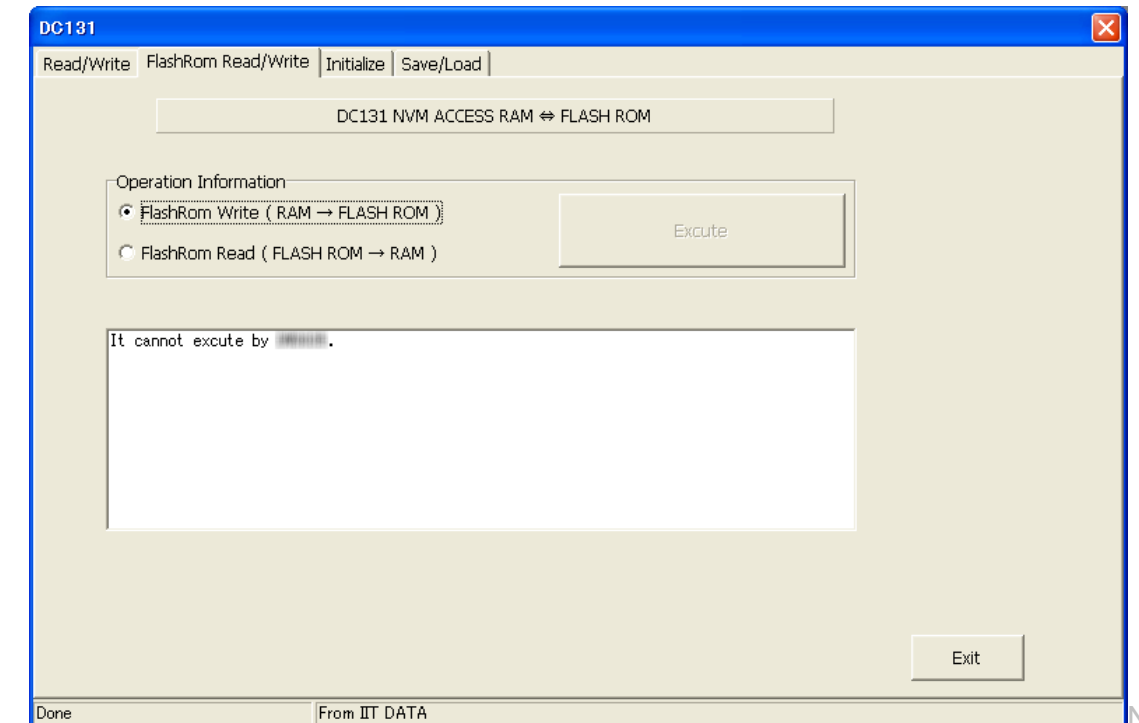 DC131
Read/Write FlashRom Read/Write Initialize Save/Load
DC131 NVM ACCESS RAM ⇔ FLASH ROM
Operation Information
FlashRom Write ( RAM → FLASH ROM )
Excute
FlashRom Read ( FLASH ROM → RAM )
It cannot excute by .
Exit
Done From IIT DATA
N